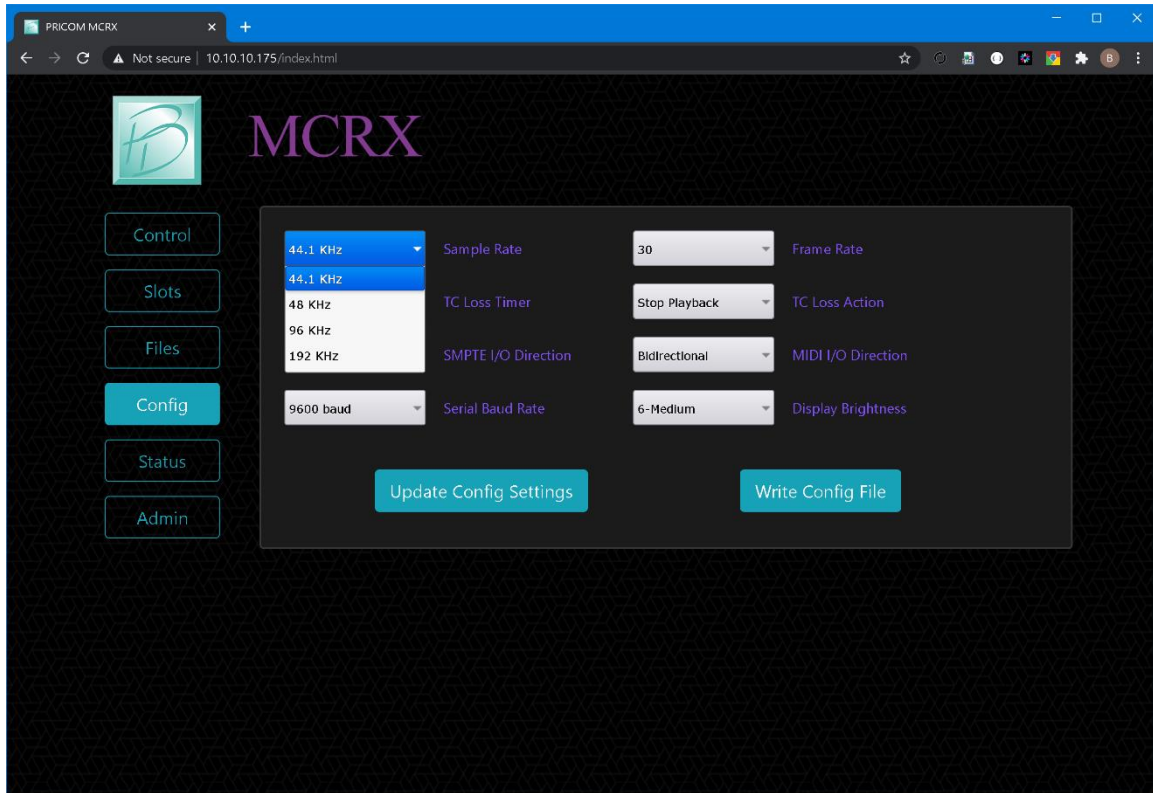 PRICOM MCRX
Not secure | 10.10.10.175/index.html
B
MCRX
Control
Slots
Files
Config
Status
Admin
44.1 KHz Sample Rate 30 Frame Rate
44.1 KHz
48 KHz TC Loss Timer Stop Playback TC Loss Action
96 KHz
192 KHz SMPTE I/O Direction Bidirectional MIDI I/O Direction
9600 baud Serial Baud Rate 6-Medium Display Brightness
Update Config Settings Write Config File